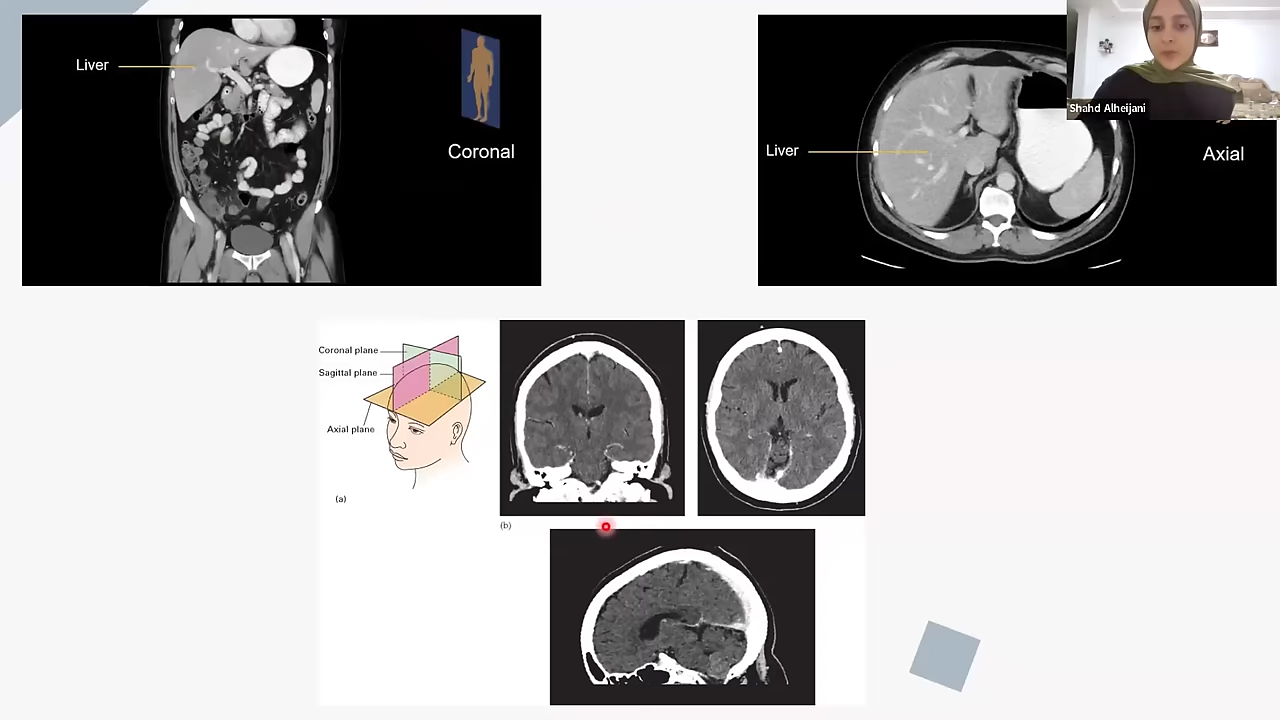 Liver
Coronal
Liver
Axial
Shahd Alheijani
Coronal plane
Sagittal plane
Axial plane
(a)
(b)